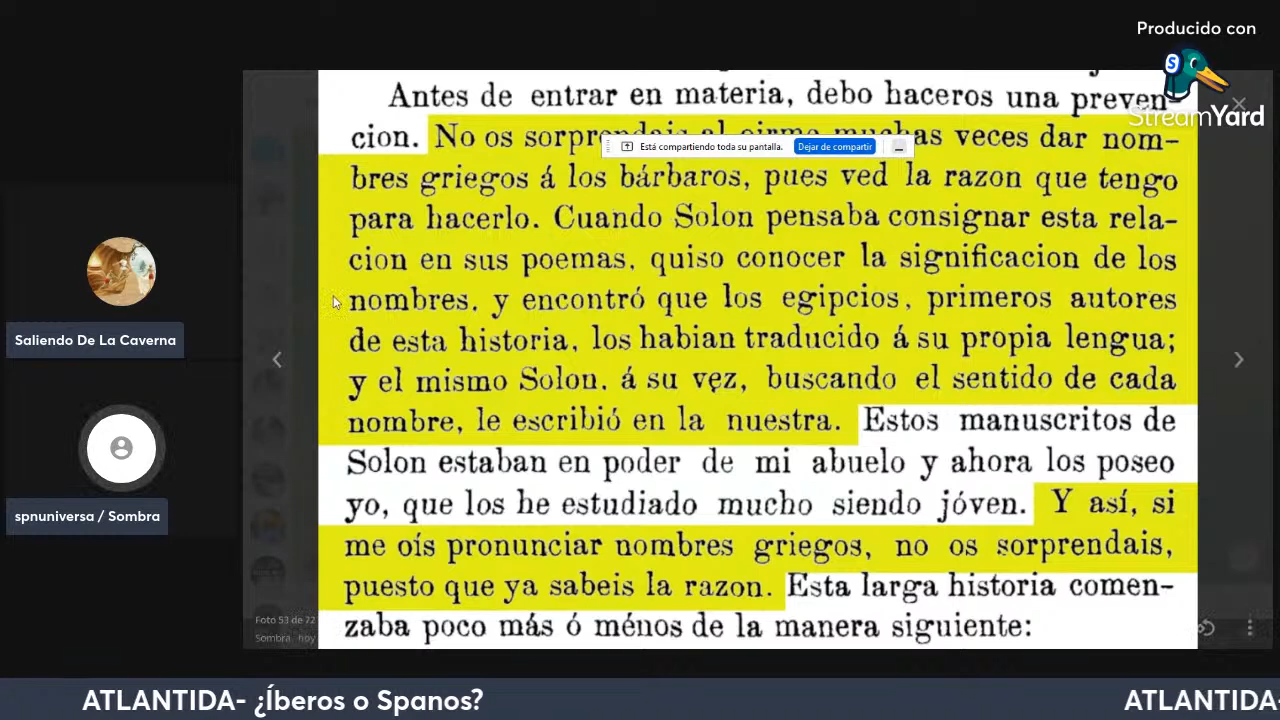 Producido con
StreamYard
Antes de entrar en materia, debo haceros una preven-
cion. No os sorprendais al oirme muchas veces dar nom-
Está compartiendo toda su pantalla. Dejar de compartir
bres griegos á los bárbaros, pues ved la razon que tengo
para hacerlo. Cuando Solon pensaba consignar esta rela-
cion en sus poemas, quiso conocer la significacion de los
nombres, y encontró que los egipcios, primeros autores
de esta historia, los habian traducido á su propia lengua;
y el mismo Solon, á su vez, buscando el sentido de cada
nombre, le escribió en la nuestra. Estos manuscritos de
Solon estaban en poder de mi abuelo y ahora los poseo
yo, que los he estudiado mucho siendo jóven. Y así, si
me oís pronunciar nombres griegos, no os sorprendais,
puesto que ya sabeis la razon. Esta larga historia comen-
zaba poco más ó ménos de la manera siguiente:
Saliendo De La Caverna
spnuniversa / Sombra
Foto 53 de 72
Sombra hoy
ATLANTIDA- ¿Íberos o Spanos? ATLANTIDA-